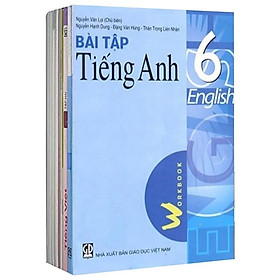 Nguyễn Văn Lợi (Chủ biên)
Nguyễn Hạnh Dung - Đặng Văn Hùng - Thân Trọng Liên Nhân
BÀI TẬP
Tiếng Anh 6
English
WORKBOOK
NHÀ XUẤT BẢN GIÁO DỤC VIỆT NAM